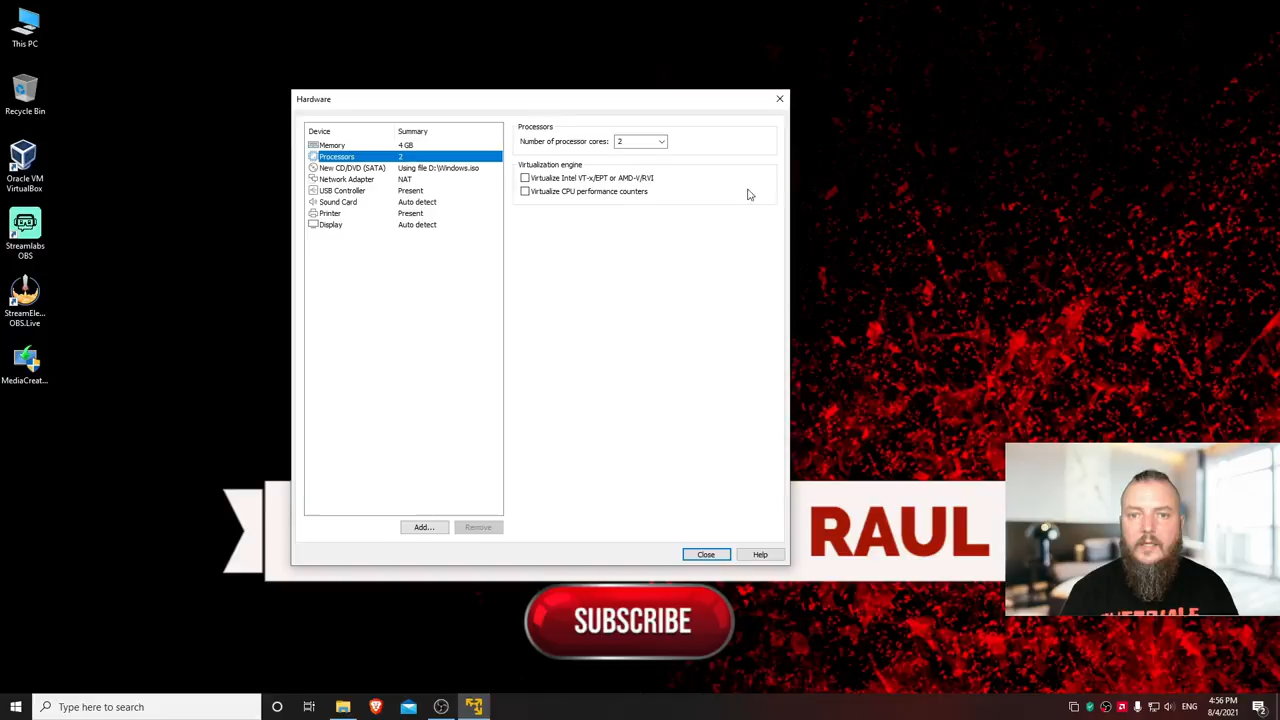 This PC
Recycle Bin
Oracle VM
VirtualBox
Streamlabs
OBS
StreamEle...
OBS.Live
MediaCreat...
Hardware
Device Summary
Memory 4 GB
Processors 2
New CD/DVD (SATA) Using file D:\Windows.iso
Network Adapter NAT
USB Controller Present
Sound Card Auto detect
Printer Present
Display Auto detect
Add...
Remove
Processors
Number of processor cores: 2
Virtualization engine
Virtualize Intel VT-x/EPT or AMD-V/RVI
Virtualize CPU performance counters
Close
Help
RAUL
SUBSCRIBE
Type here to search
ENG
4:56 PM
8/4/2021
2